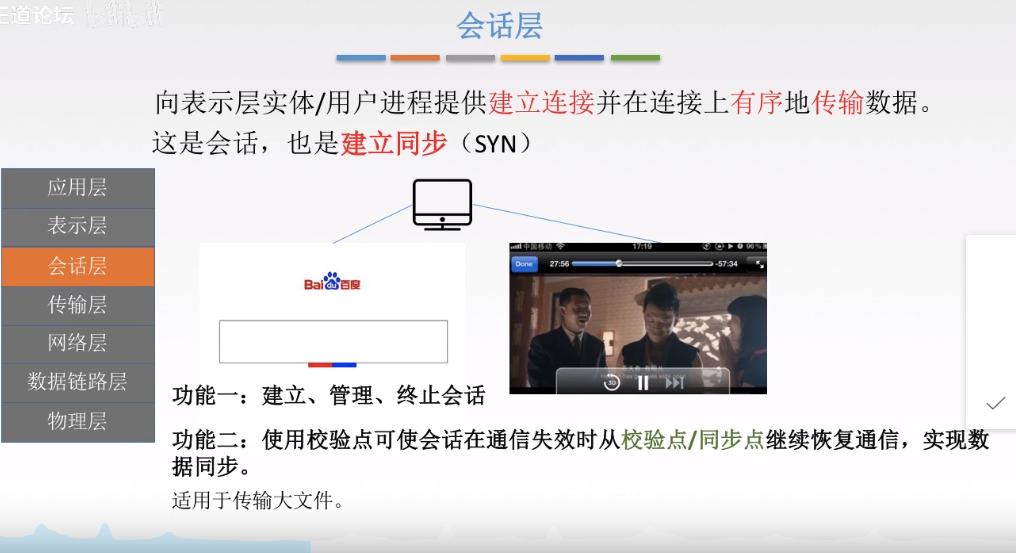 王道论坛
会话层
向表示层实体/用户进程提供建立连接并在连接上有序地传输数据。
这是会话，也是建立同步（SYN）
应用层
表示层
会话层
传输层
网络层
数据链路层
物理层
Bai du 百度
中国移动 17:19 96%
Done 27:56 -57:34
30
功能一：建立、管理、终止会话
功能二：使用校验点可使会话在通信失效时从校验点/同步点继续恢复通信，实现数
据同步。
适用于传输大文件。